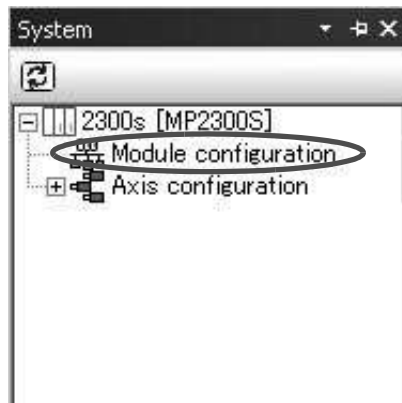 System
2300s [MP2300S]
Module configuration
Axis configuration